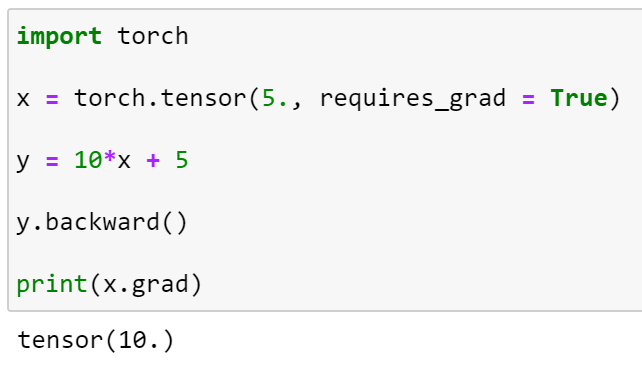 import torch
x = torch.tensor(5., requires_grad = True)
y = 10*x + 5
y.backward()
print(x.grad)
tensor(10.)